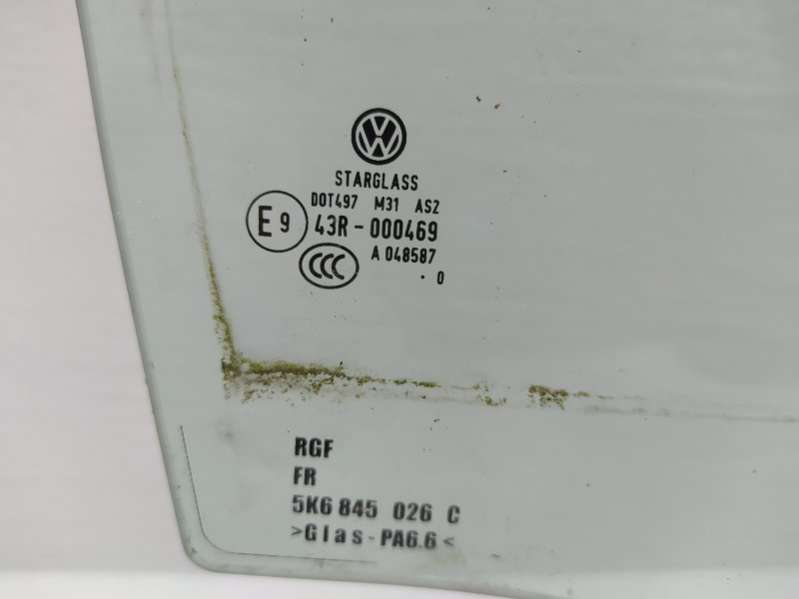 VW
STARGLASS
DOT497 M31 AS2
E9 43R-000469
A 048587
CCC
· 0
RGF
FR
5K6 845 026 C
>Glas-PA6.6<